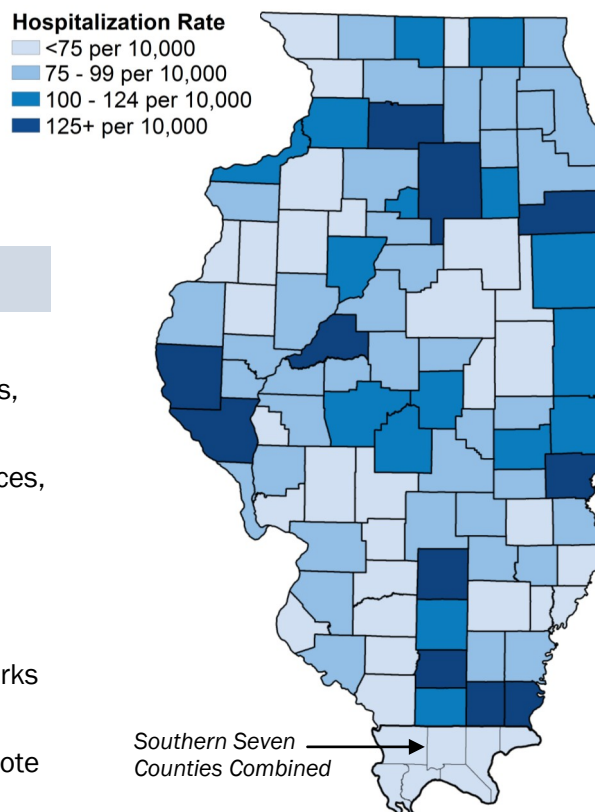 Hospitalization Rate
<75 per 10,000
75 - 99 per 10,000
100 - 124 per 10,000
125+ per 10,000
s,
ces,
rks
ote
Southern Seven
Counties Combined